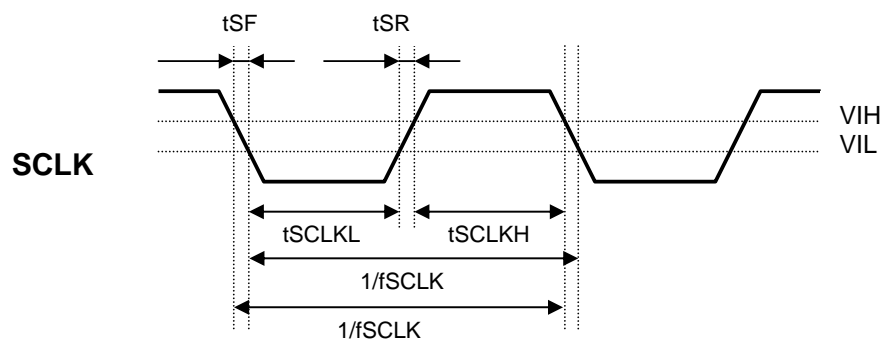 tSF
tSR
VIH
VIL
SCLK
tSCLKL
tSCLKH
1/fSCLK
1/fSCLK